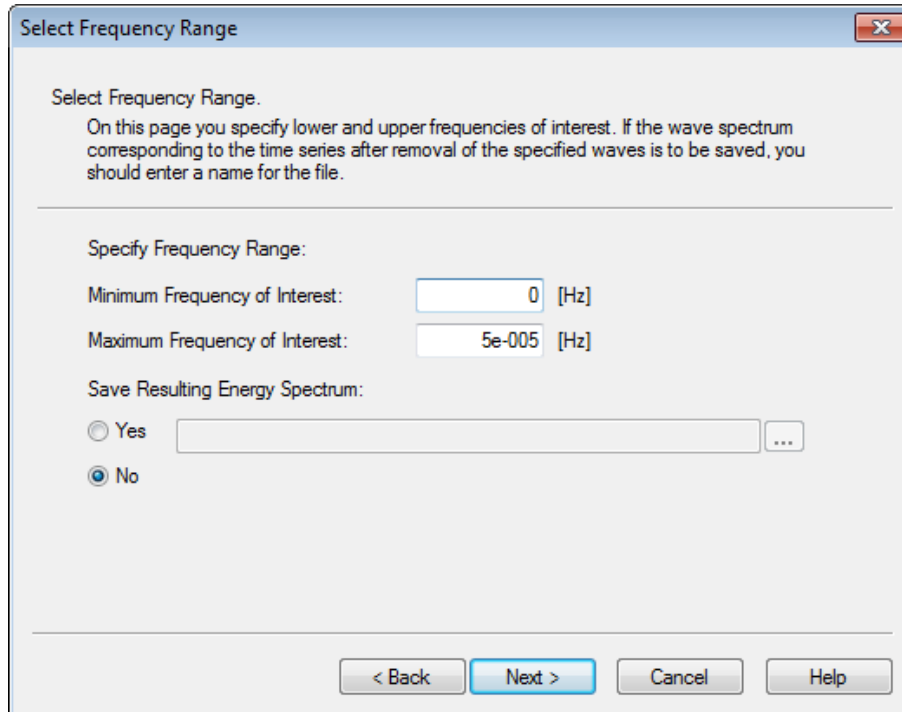 Select Frequency Range
Select Frequency Range.
On this page you specify lower and upper frequencies of interest. If the wave spectrum
corresponding to the time series after removal of the specified waves is to be saved, you
should enter a name for the file.
Specify Frequency Range:
Minimum Frequency of Interest: 0 [Hz]
Maximum Frequency of Interest: 5e-005 [Hz]
Save Resulting Energy Spectrum:
Yes ...
No
< Back Next > Cancel Help